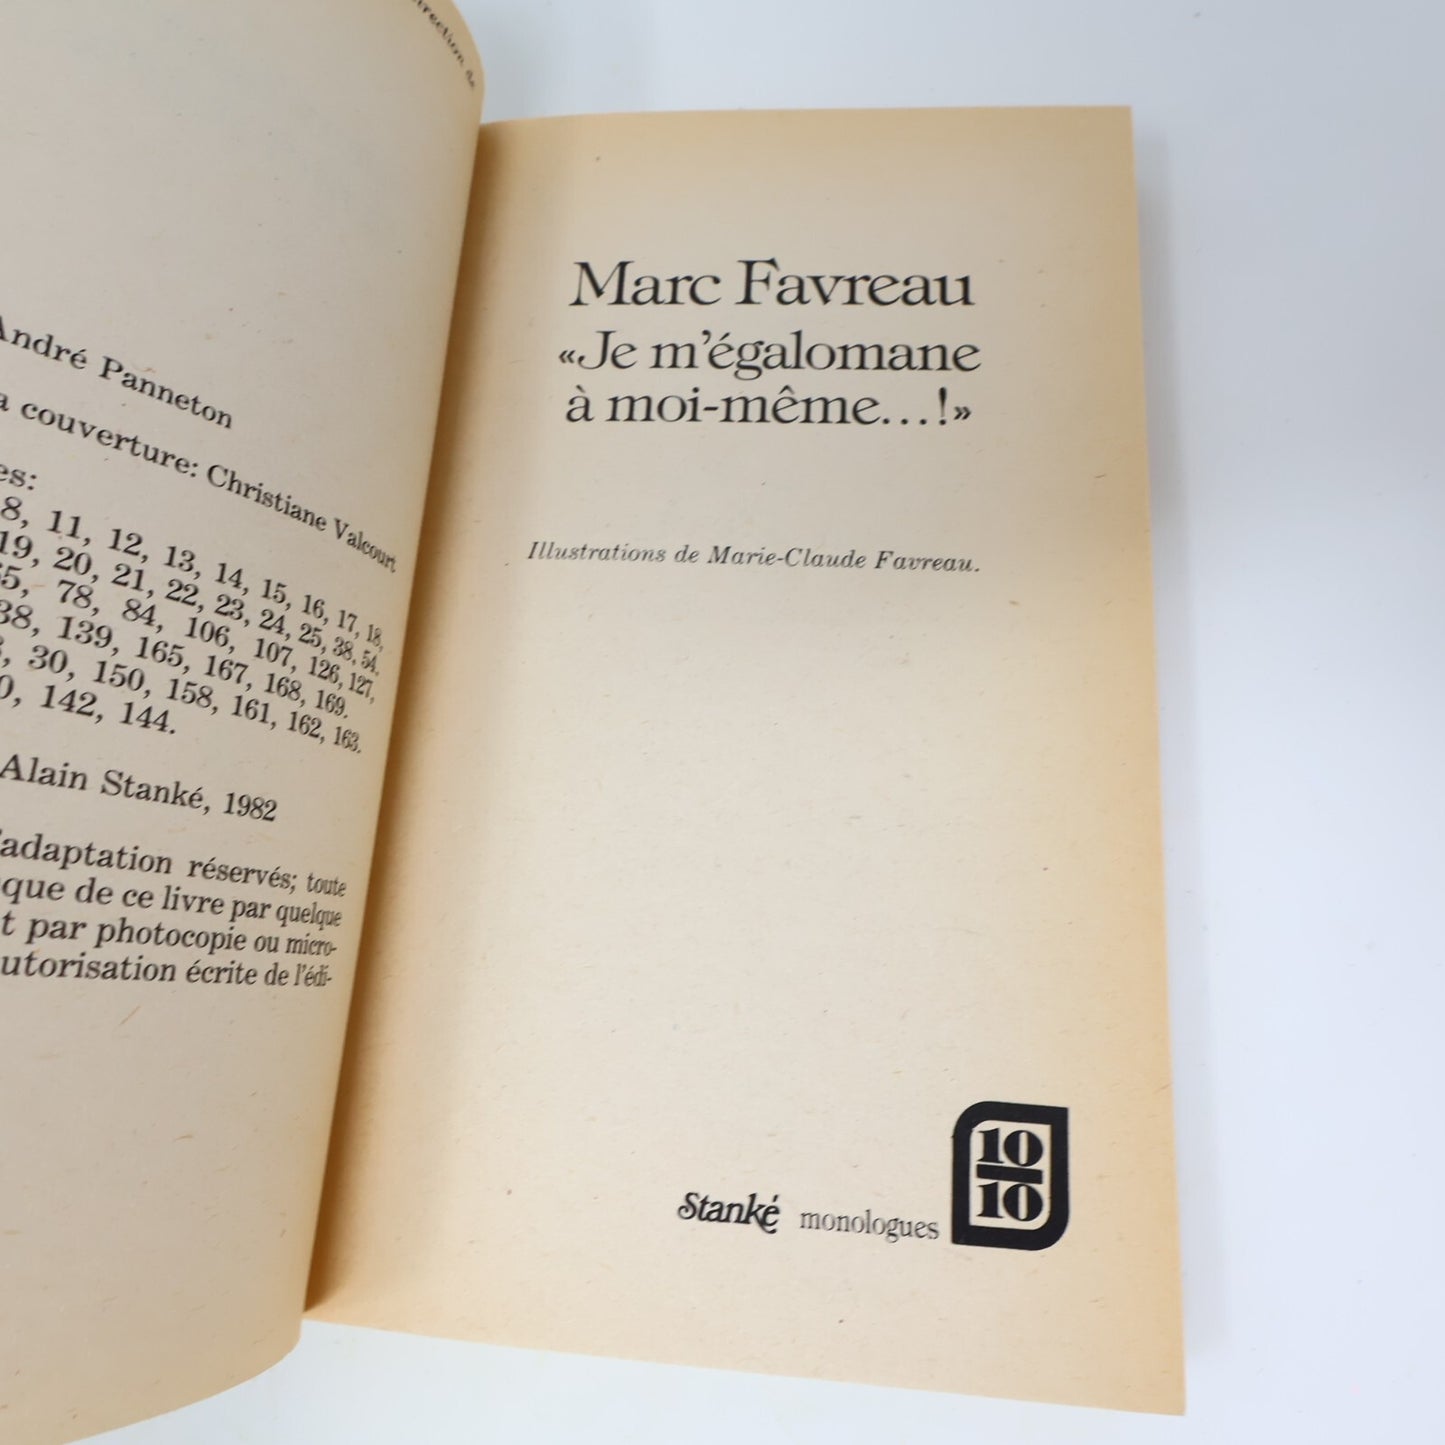 direction de
André Panneton
a couverture: Christiane Valcourt
es:
8, 11, 12, 13, 14, 15, 16, 17, 18,
19, 20, 21, 22, 23, 24, 25, 38, 54.
65, 78, 84, 106, 107, 126, 127,
38, 139, 165, 167, 168, 169.
30, 150, 158, 161, 162, 163.
0, 142, 144.
Alain Stanké, 1982
'adaptation réservés; toute
que de ce livre par quelque
t par photocopie ou micro-
utorisation écrite de l'édi-
Marc Favreau
«Je m'égalomane
à moi-même...!»
Illustrations de Marie-Claude Favreau.
Stanké monologues
10
10